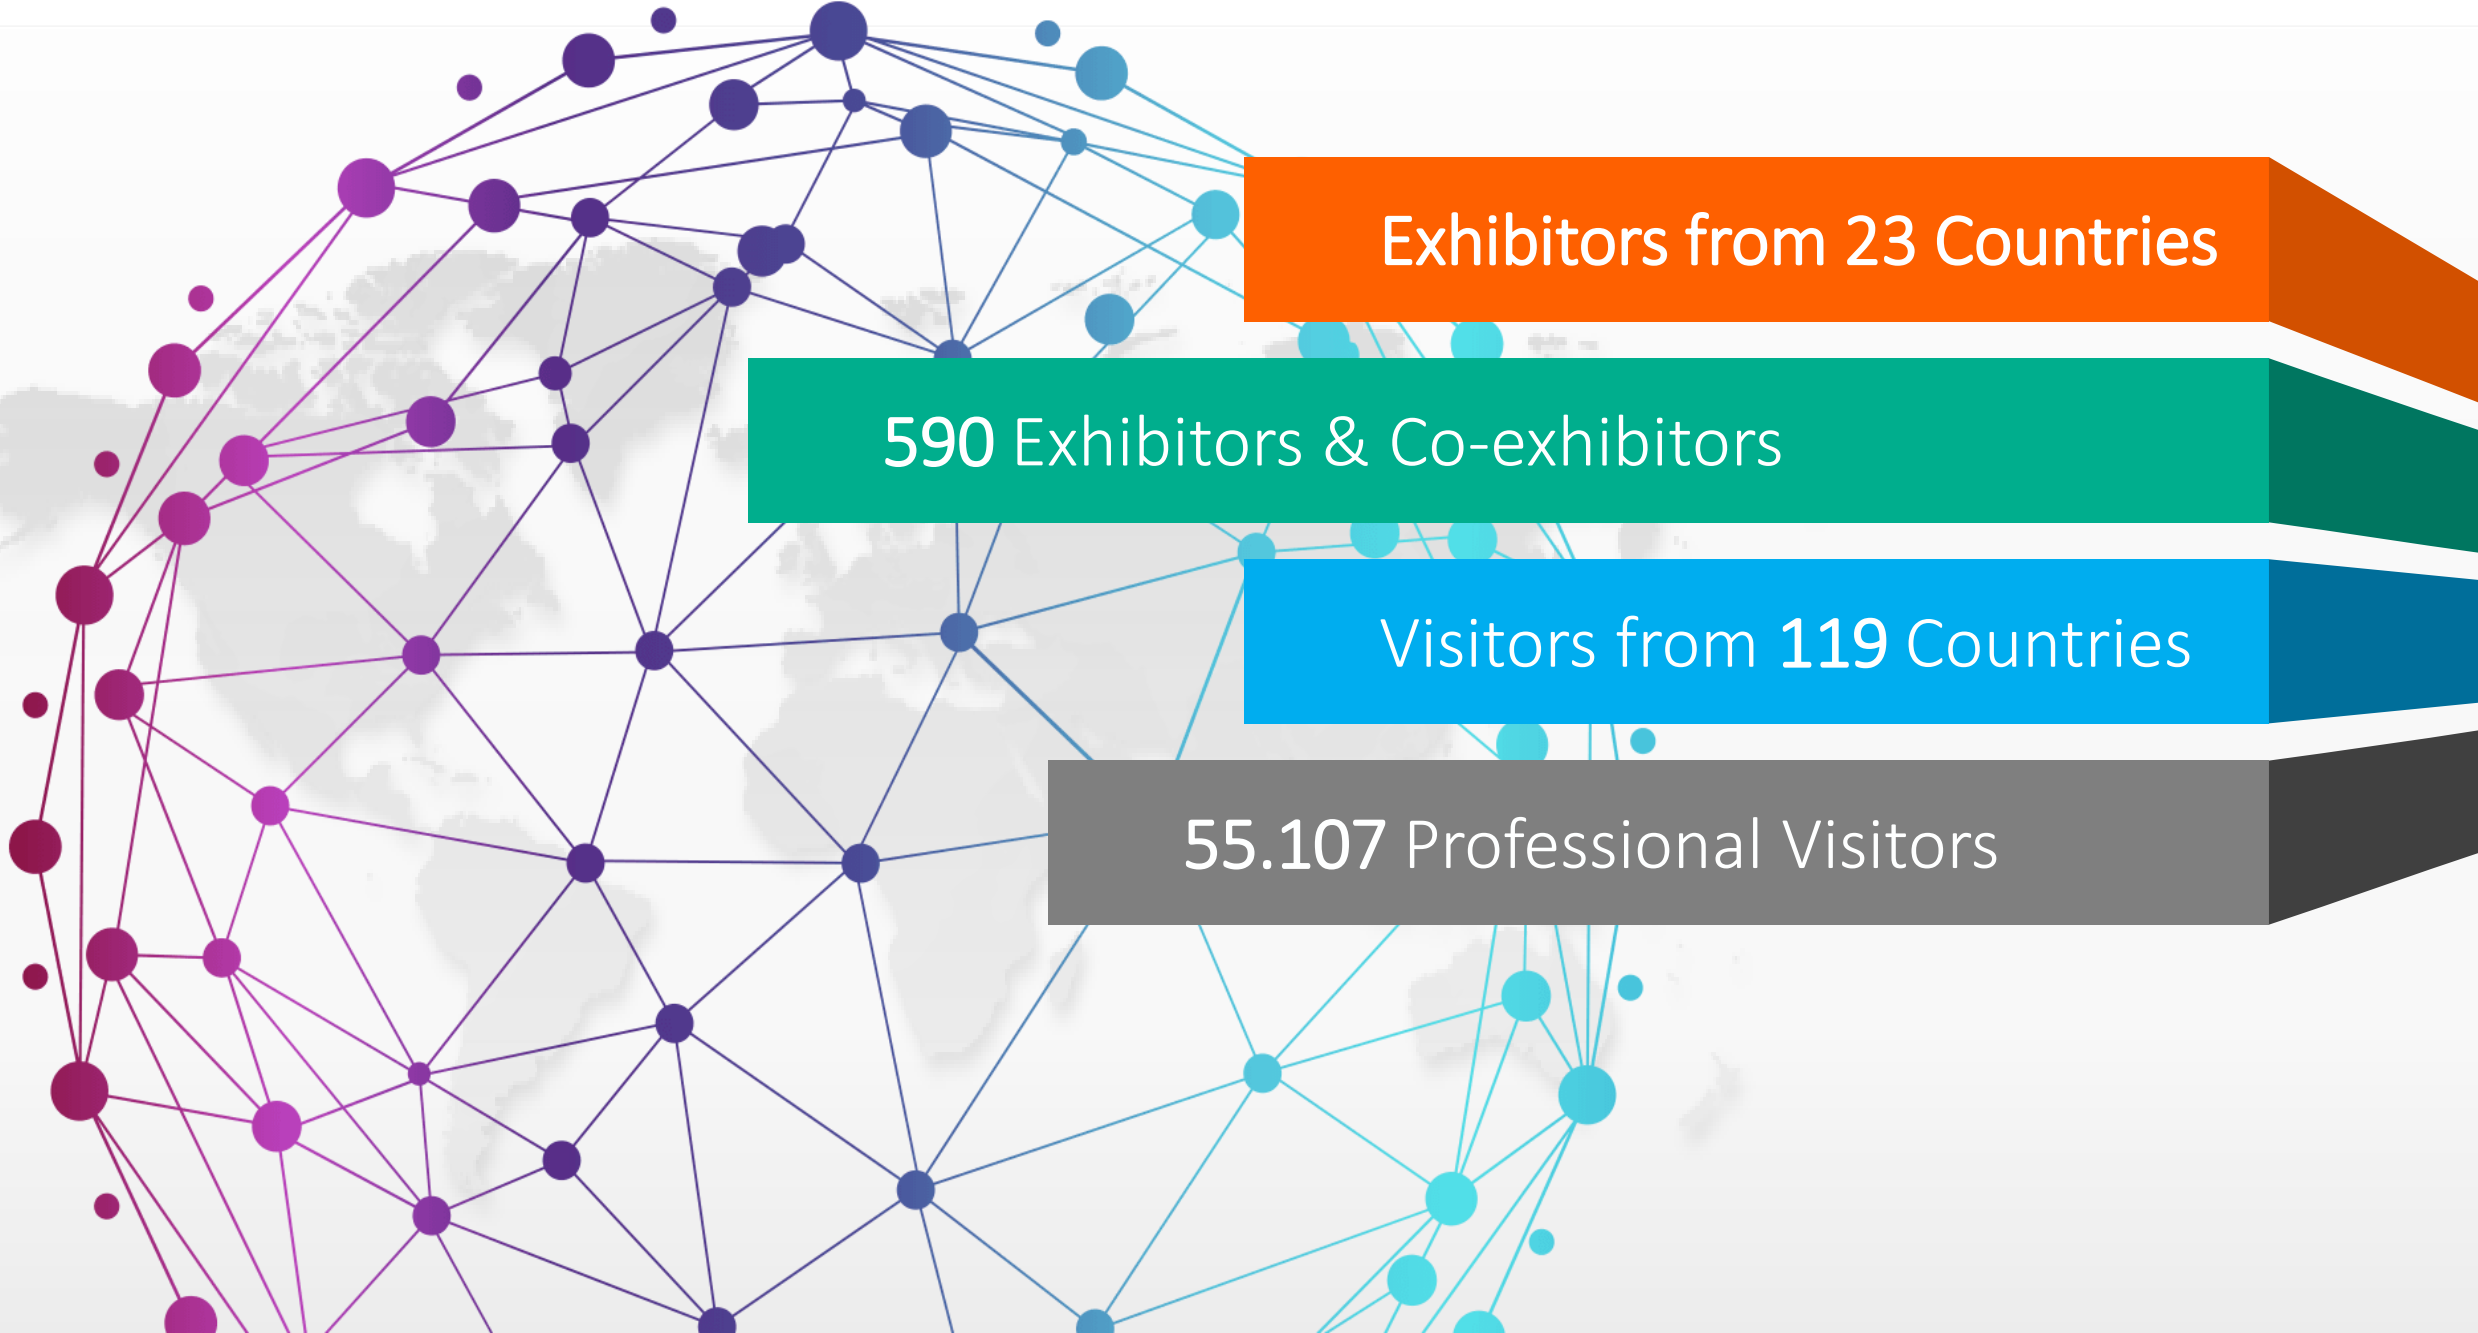 Exhibitors from 23 Countries
590 Exhibitors & Co-exhibitors
Visitors from 119 Countries
55.107 Professional Visitors